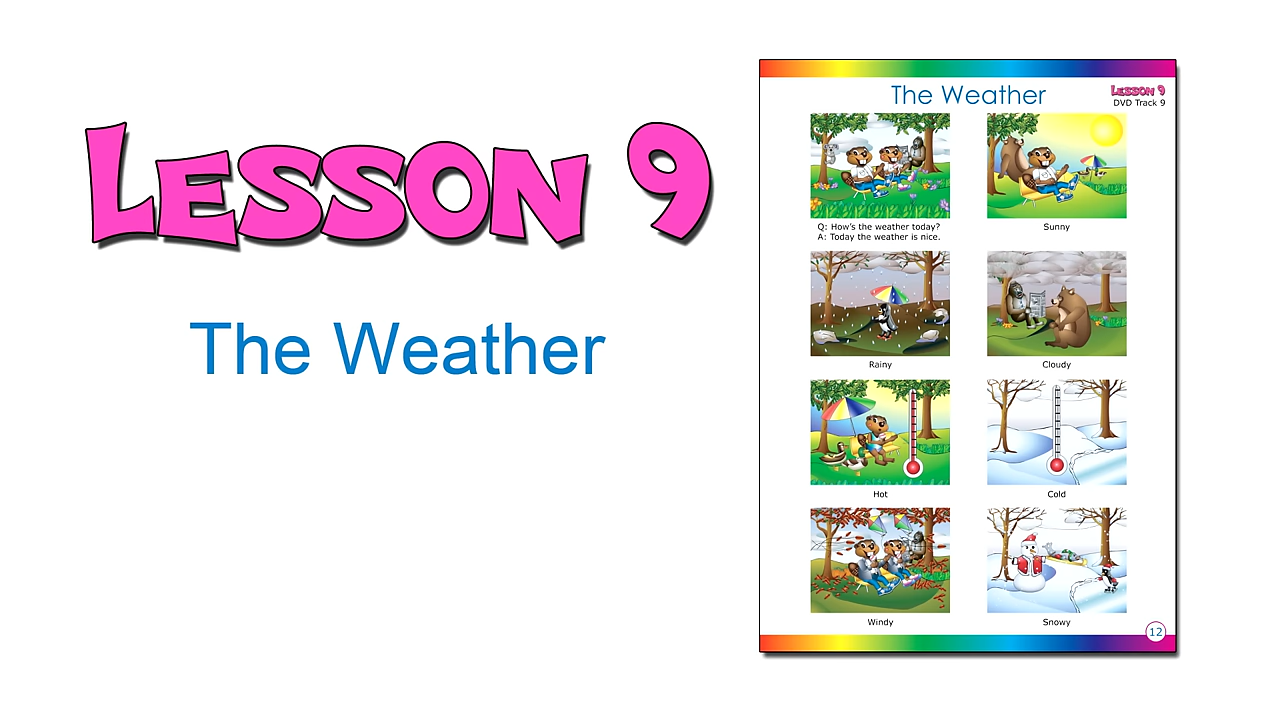 LESSON 9
The Weather
The Weather
LESSON 9
DVD Track 9
Q: How's the weather today?
A: Today the weather is nice.
Sunny
Rainy
Cloudy
Hot
Cold
Windy
Snowy
12